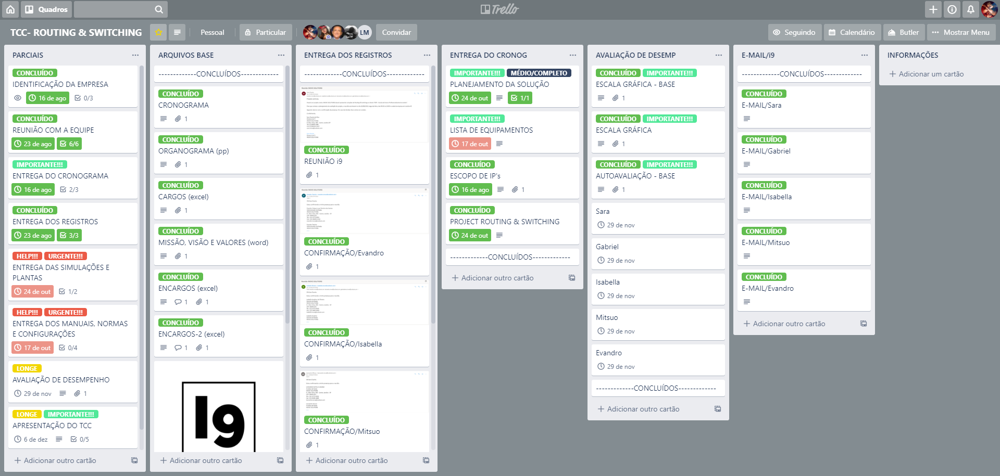 Quadros
Trello
TCC- ROUTING & SWITCHING
Pessoal
Particular
LM
Convidar
Seguindo
Calendário
Butler
Mostrar Menu
PARCIAIS
CONCLUÍDO
IDENTIFICAÇÃO DA EMPRESA
16 de ago 0/3
CONCLUÍDO
REUNIÃO COM A EQUIPE
23 de ago 6/6
IMPORTANTE!!!
ENTREGA DO CRONOGRAMA
16 de ago 2/3
CONCLUÍDO
ENTREGA DOS REGISTROS
23 de ago 3/3
HELP!!! URGENTE!!!
ENTREGA DAS SIMULAÇÕES E
PLANTAS
24 de out 1/2
HELP!!! URGENTE!!!
ENTREGA DOS MANUAIS, NORMAS
E CONFIGURAÇÕES
17 de out 0/4
LONGE
AVALIAÇÃO DE DESEMPENHO
29 de nov 1
LONGE IMPORTANTE!!!
APRESENTAÇÃO DO TCC
6 de dez 0/5
Adicionar outro cartão
ARQUIVOS BASE
-------------CONCLUÍDOS-------------
CONCLUÍDO
CRONOGRAMA
1
CONCLUÍDO
ORGANOGRAMA (pp)
1
CONCLUÍDO
CARGOS (excel)
1
CONCLUÍDO
MISSÃO, VISÃO E VALORES (word)
1
CONCLUÍDO
ENCARGOS (excel)
1 1
CONCLUÍDO
ENCARGOS-2 (excel)
1 1
I9
Adicionar outro cartão
ENTREGA DOS REGISTROS
-------------CONCLUÍDOS-------------
CONCLUÍDO
REUNIÃO i9
1
CONCLUÍDO
CONFIRMAÇÃO/Evandro
1
CONCLUÍDO
CONFIRMAÇÃO/Isabella
1
CONCLUÍDO
CONFIRMAÇÃO/Mitsuo
1
Adicionar outro cartão
ENTREGA DO CRONOG
IMPORTANTE!!! MÉDIO/COMPLETO
PLANEJAMENTO DA SOLUÇÃO
24 de out 1/1
IMPORTANTE!!!
LISTA DE EQUIPAMENTOS
17 de out
CONCLUÍDO
ESCOPO DE IP's
16 de ago 1
CONCLUÍDO
PROJECT ROUTING & SWITCHING
24 de out
-------------CONCLUÍDOS-------------
Adicionar outro cartão
AVALIAÇÃO DE DESEMP
CONCLUÍDO IMPORTANTE!!!
ESCALA GRÁFICA - BASE
1
CONCLUÍDO IMPORTANTE!!!
ESCALA GRÁFICA
1
CONCLUÍDO IMPORTANTE!!!
AUTOAVALIAÇÃO - BASE
1
Sara
29 de nov
Gabriel
29 de nov
Isabella
29 de nov
Mitsuo
29 de nov
Evandro
29 de nov
-------------CONCLUÍDOS-------------
Adicionar outro cartão
E-MAIL/i9
-------------CONCLUÍDOS-------------
CONCLUÍDO
E-MAIL/Sara
CONCLUÍDO
E-MAIL/Gabriel
CONCLUÍDO
E-MAIL/Isabella
CONCLUÍDO
E-MAIL/Mitsuo
CONCLUÍDO
E-MAIL/Evandro
Adicionar outro cartão
INFORMAÇÕES
Adicionar um cartão